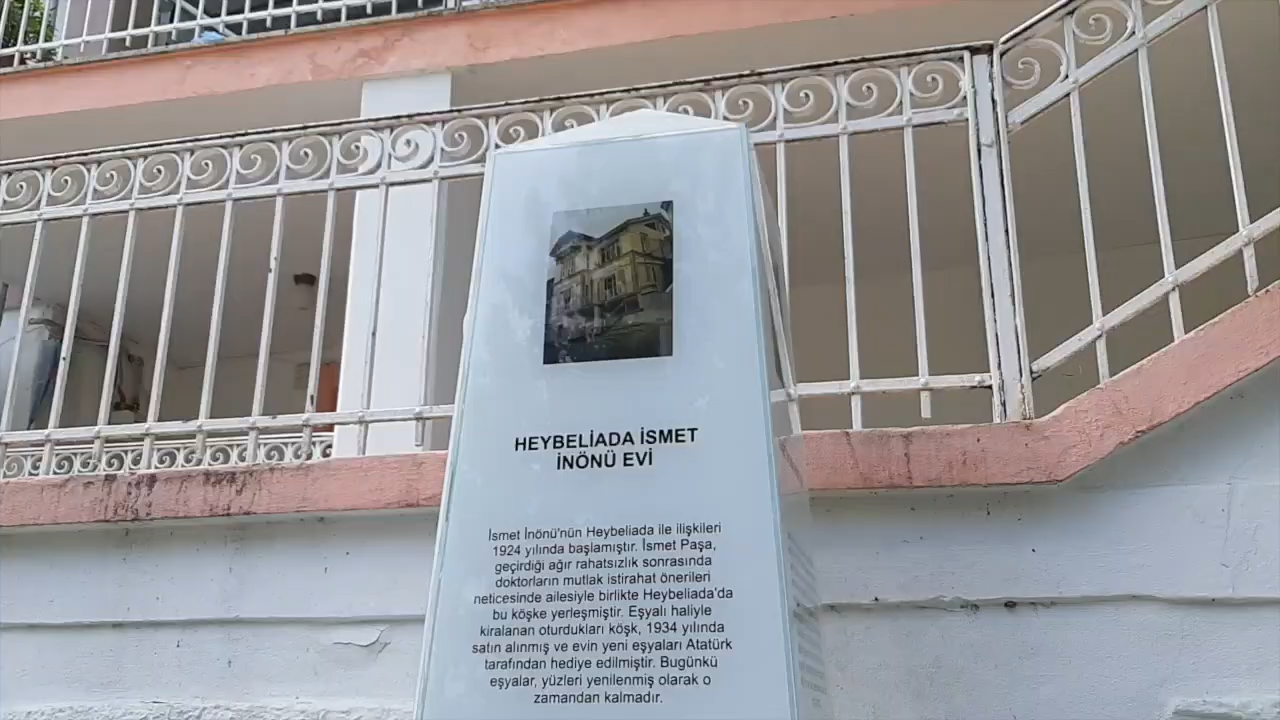 HEYBELİADA İSMET
İNÖNÜ EVİ
İsmet İnönü'nün Heybeliada ile ilişkileri
1924 yılında başlamıştır. İsmet Paşa,
geçirdiği ağır rahatsızlık sonrasında
doktorların mutlak istirahat önerileri
neticesinde ailesiyle birlikte Heybeliada'da
bu köşke yerleşmiştir. Eşyalı haliyle
kiralanan oturdukları köşk, 1934 yılında
satın alınmış ve evin yeni eşyaları Atatürk
tarafından hediye edilmiştir. Bugünkü
eşyalar, yüzleri yenilenmiş olarak o
zamandan kalmadır.